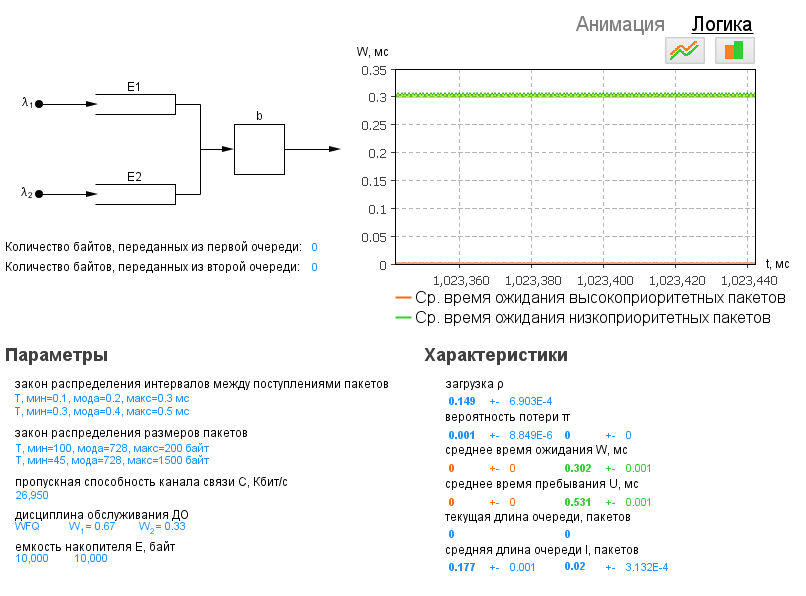 Анимация Логика
W, мс
0.35
0.3
0.25
0.2
0.15
0.1
0.05
0
1,023,360 1,023,380 1,023,400 1,023,420 1,023,440
t, мс
Ср. время ожидания высокоприоритетных пакетов
Ср. время ожидания низкоприоритетных пакетов
λ1
E1
b
λ2
E2
Количество байтов, переданных из первой очереди: 0
Количество байтов, переданных из второй очереди: 0
Параметры
закон распределения интервалов между поступлениями пакетов
T, мин=0.1, мода=0.2, макс=0.3 мс
T, мин=0.3, мода=0.4, макс=0.5 мс
закон распределения размеров пакетов
T, мин=100, мода=728, макс=200 байт
T, мин=45, мода=728, макс=1500 байт
пропускная способность канала связи C, Кбит/с
26,950
дисциплина обслуживания ДО
WFQ W1 = 0.67 W2 = 0.33
емкость накопителя E, байт
10,000 10,000
Характеристики
загрузка ρ
0.149 +- 6.903E-4
вероятность потери π
0.001 +- 8.849E-6 0 +- 0
среднее время ожидания W, мс
0 +- 0 0.302 +- 0.001
среднее время пребывания U, мс
0 +- 0 0.531 +- 0.001
текущая длина очереди, пакетов
0 0
средняя длина очереди l, пакетов
0.177 +- 0.001 0.02 +- 3.132E-4